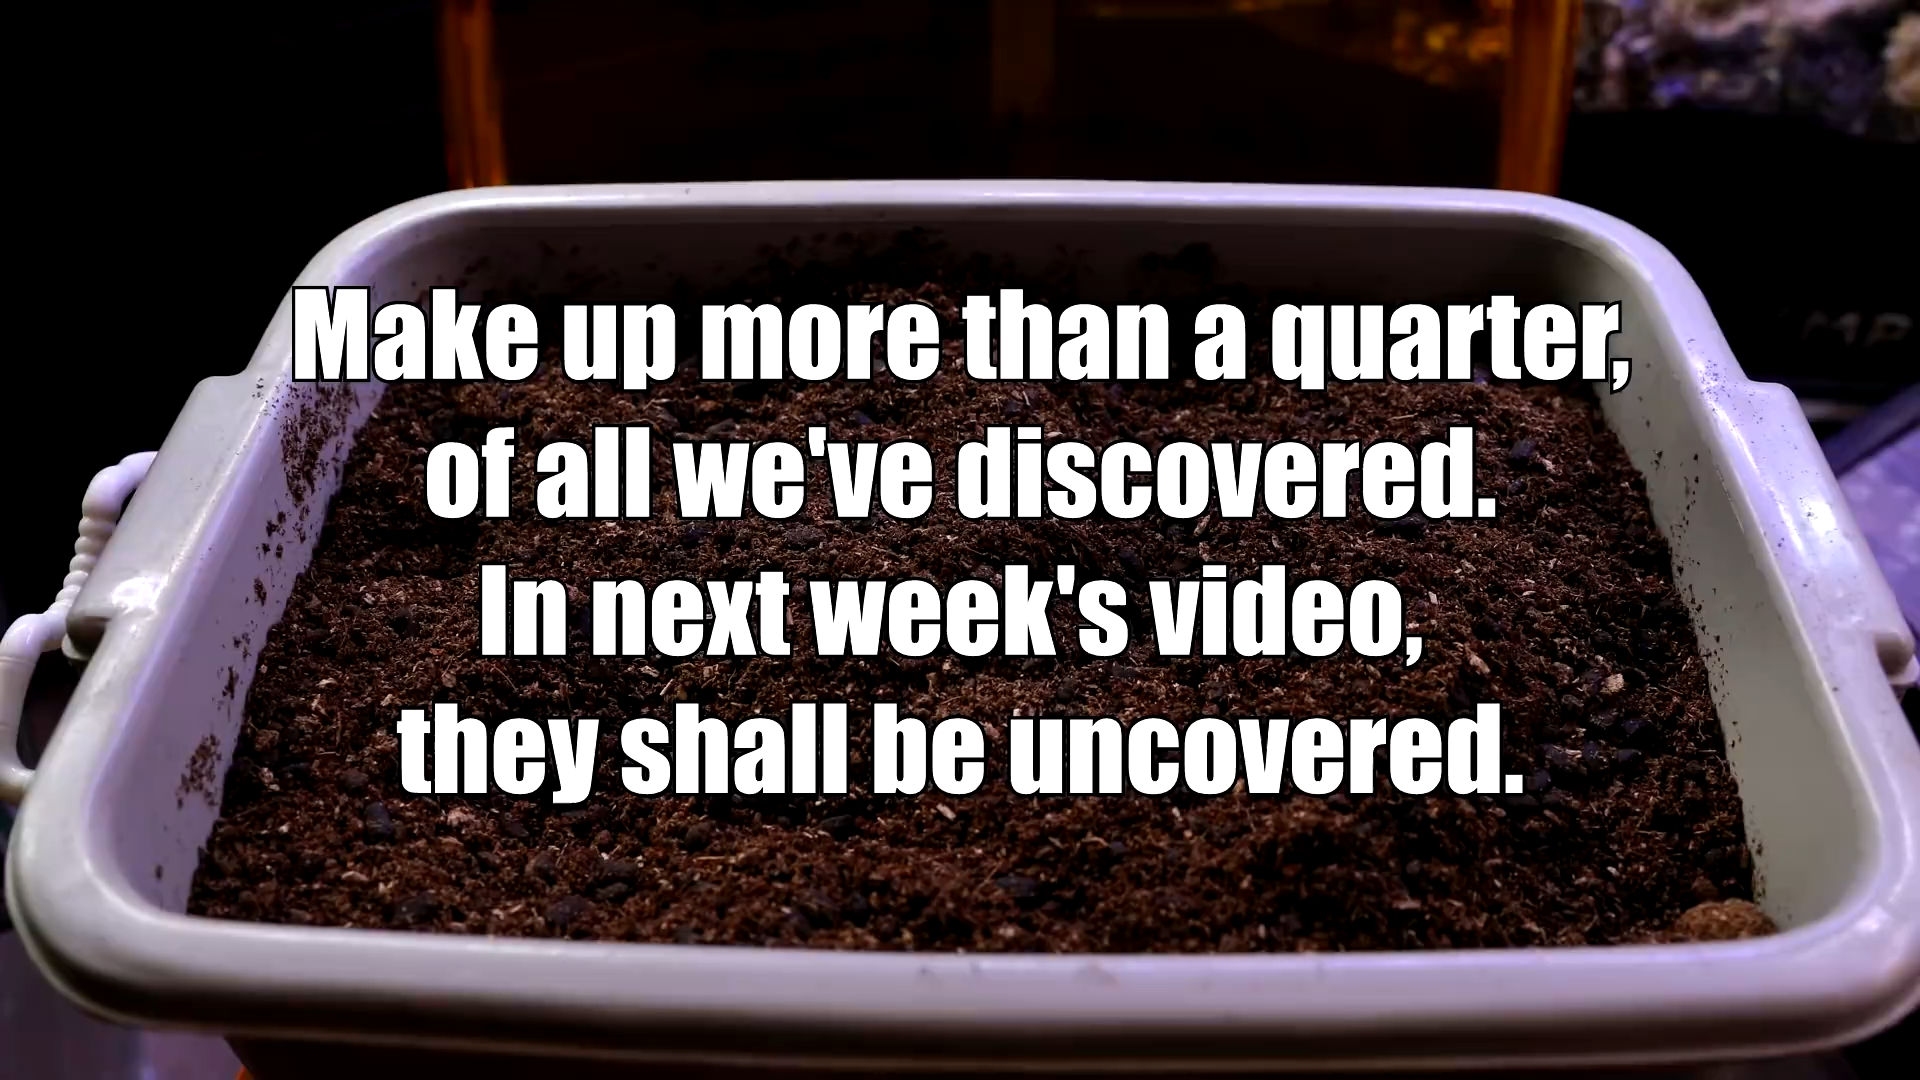 Make up more than a quarter,
of all we've discovered.
In next week's video,
they shall be uncovered.